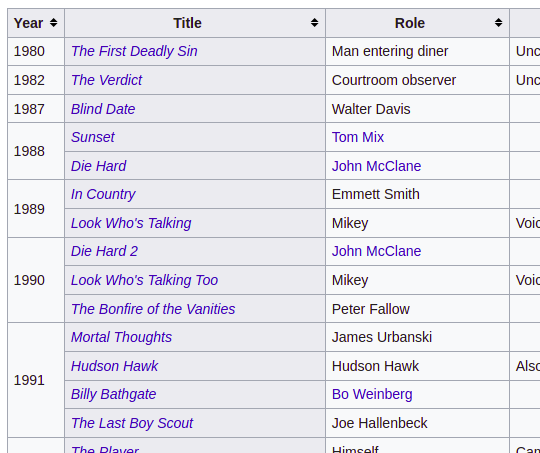 Year Title Role
1980 The First Deadly Sin Man entering diner Unc
1982 The Verdict Courtroom observer Unc
1987 Blind Date Walter Davis
1988 Sunset Tom Mix
Die Hard John McClane
1989 In Country Emmett Smith
Look Who's Talking Mikey Voic
1990 Die Hard 2 John McClane
Look Who's Talking Too Mikey Voic
The Bonfire of the Vanities Peter Fallow
1991 Mortal Thoughts James Urbanski
Hudson Hawk Hudson Hawk Also
Billy Bathgate Bo Weinberg
The Last Boy Scout Joe Hallenbeck
The Player Himself Can